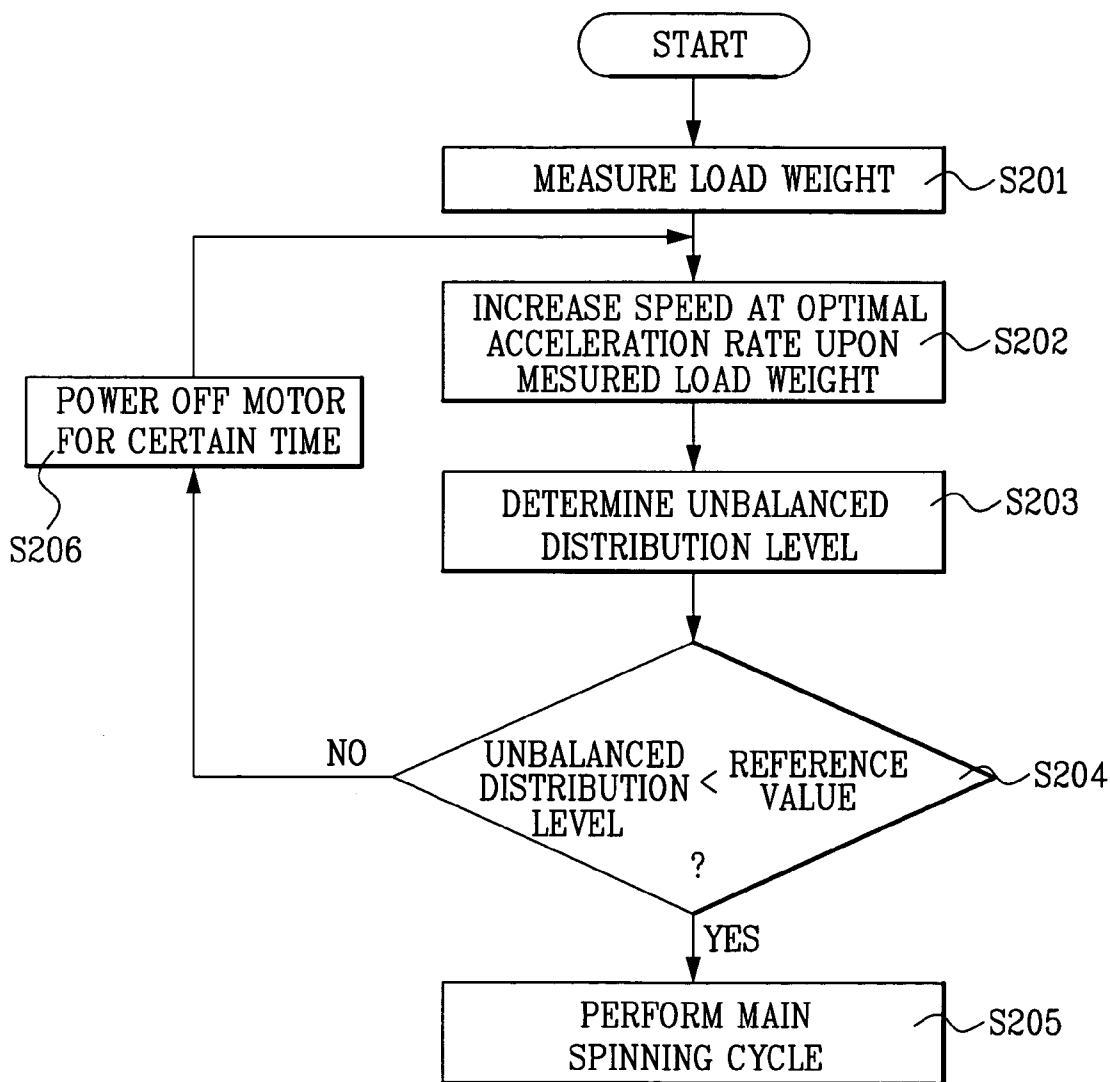 START
MEASURE LOAD WEIGHT
S201
INCREASE SPEED AT OPTIMAL
ACCELERATION RATE UPON
MESURED LOAD WEIGHT
S202
POWER OFF MOTOR
FOR CERTAIN TIME
S206
DETERMINE UNBALANCED
DISTRIBUTION LEVEL
S203
NO
UNBALANCED
DISTRIBUTION
LEVEL
<
REFERENCE
VALUE
?
S204
YES
PERFORM MAIN
SPINNING CYCLE
S205